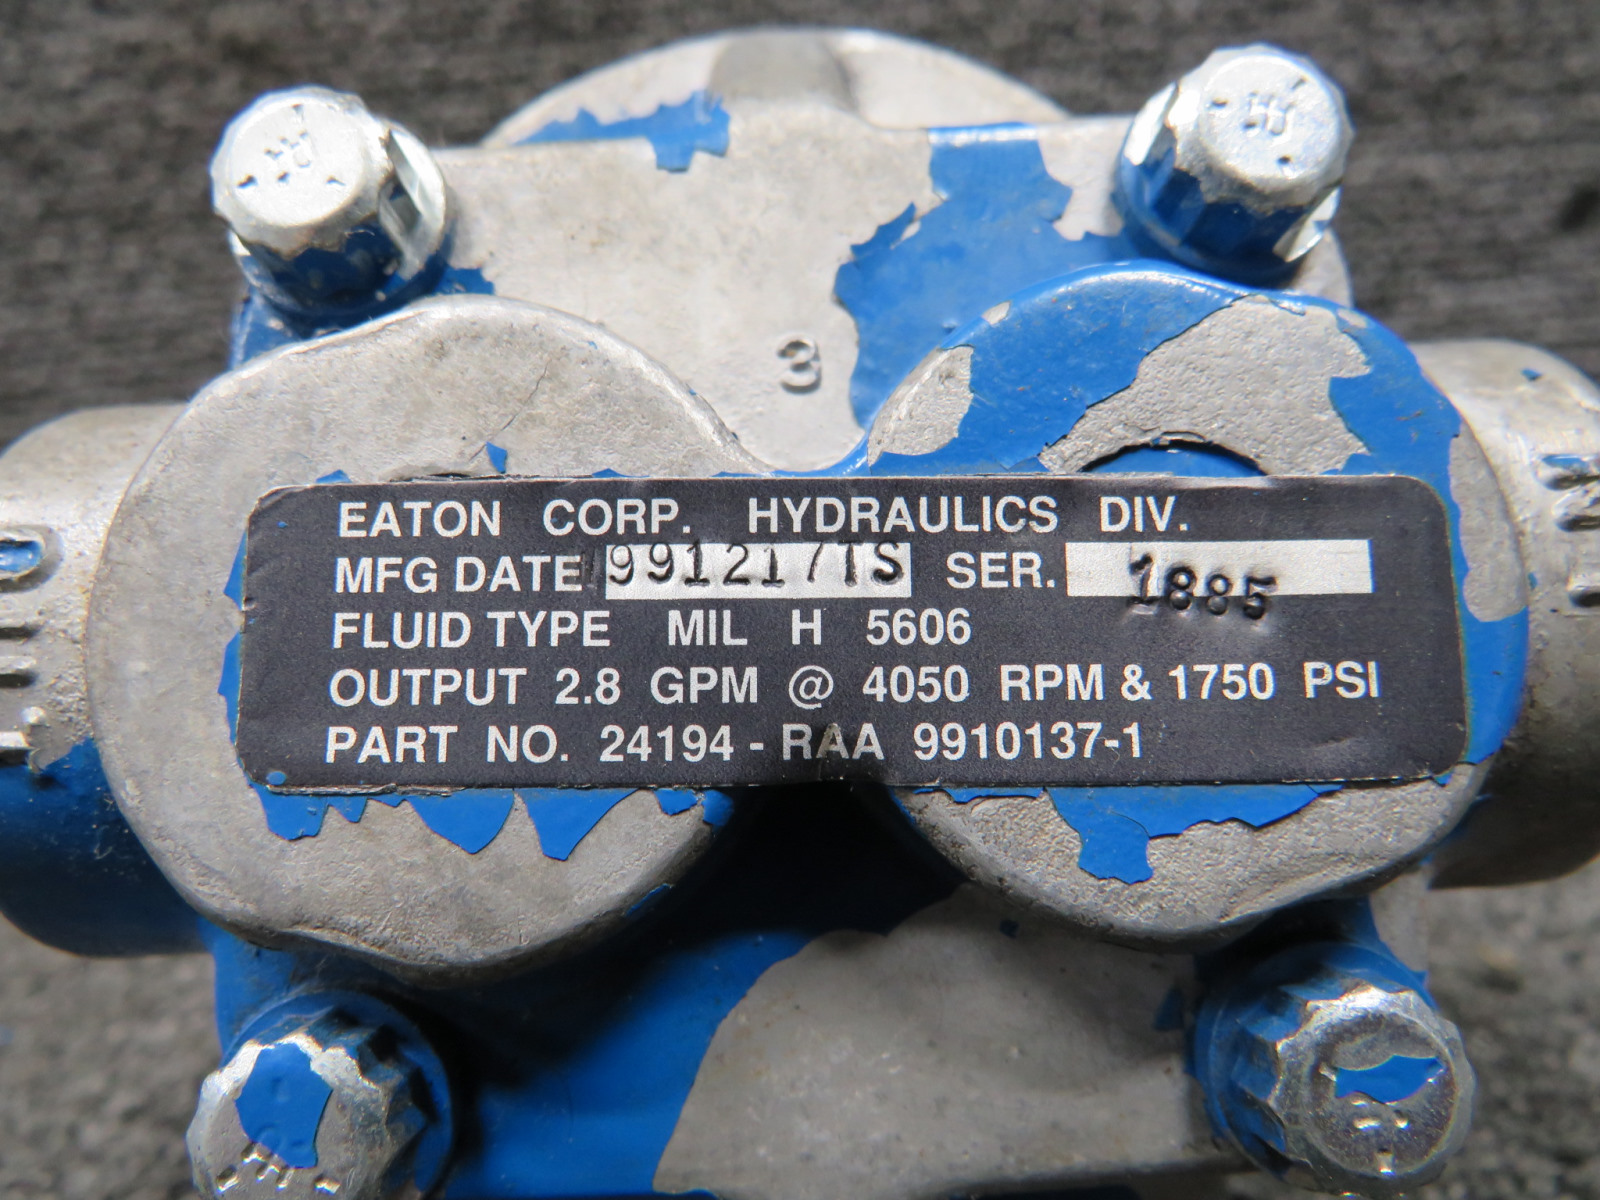 3
EATON CORP. HYDRAULICS DIV.
MFG DATE 991217TS SER. 1885
FLUID TYPE MIL H 5606
OUTPUT 2.8 GPM @ 4050 RPM & 1750 PSI
PART NO. 24194 - RAA 9910137-1